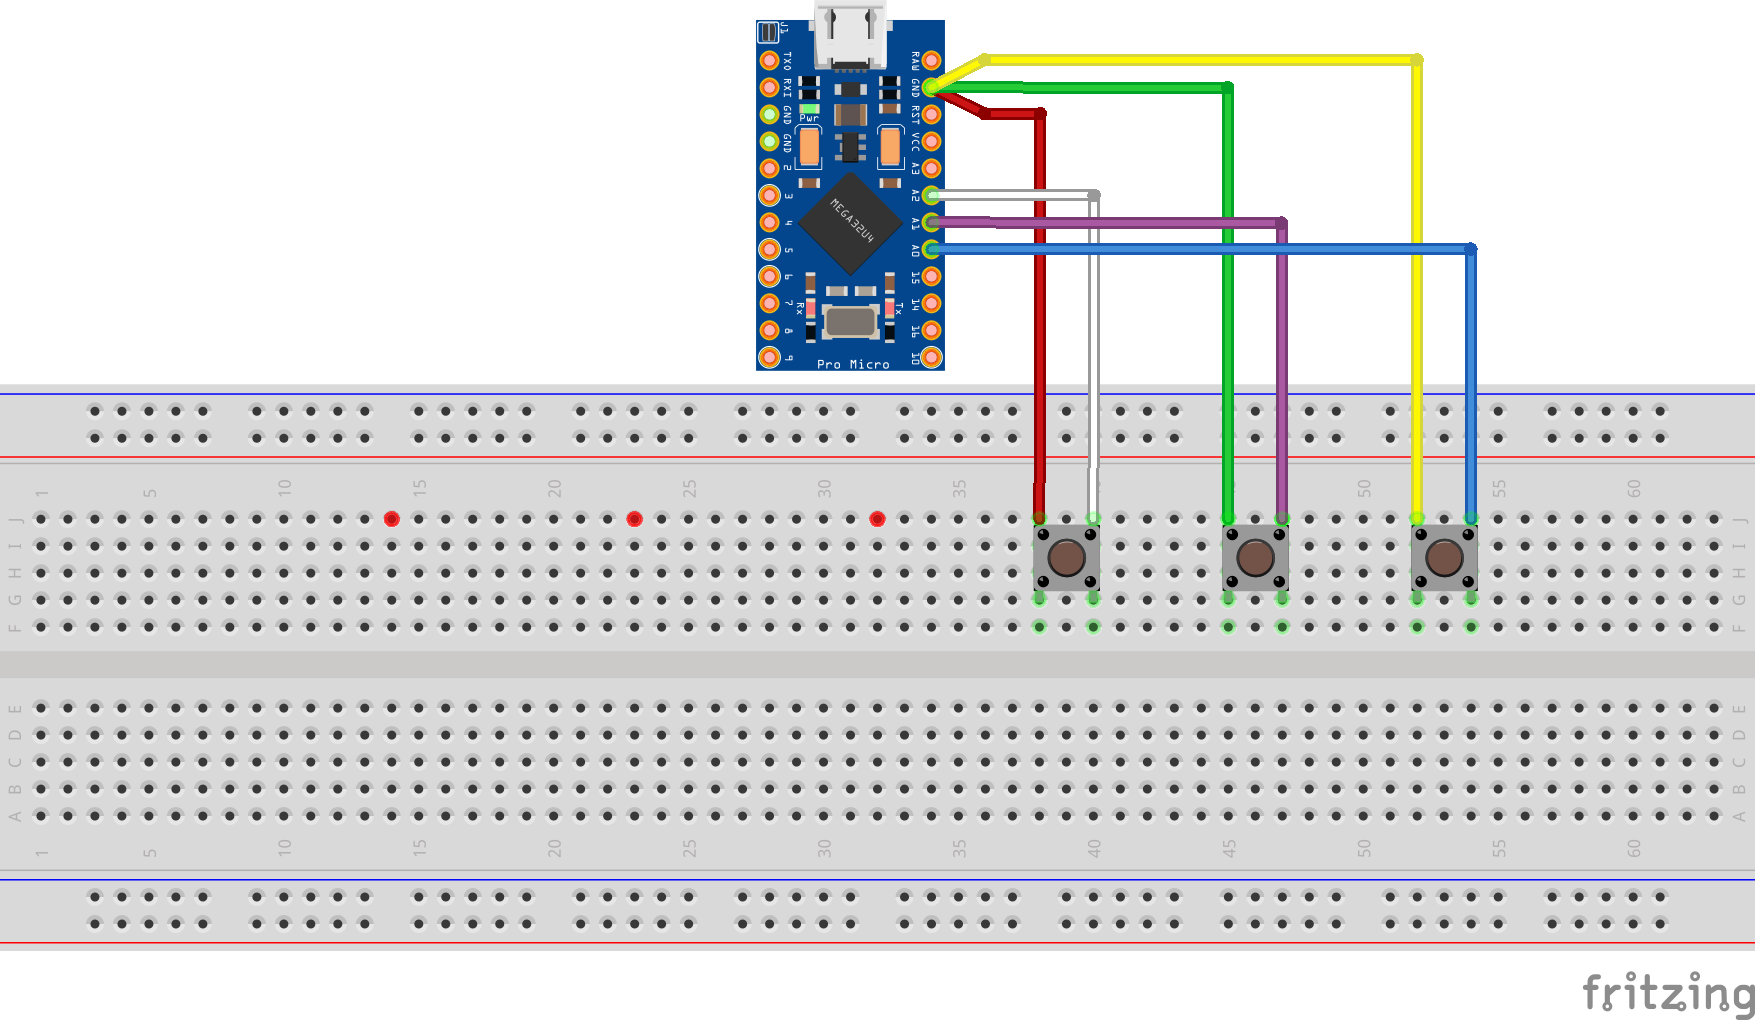 J1
TXO
RXI
GND
GND
2
3
4
5
6
7
8
9
RAW
GND
RST
VCC
A3
A2
A1
A0
15
14
16
10
Pwr
MEGA32U4
Rx
Tx
Pro Micro
1 5 10 15 20 25 30 35 50 55 60
J J
I I
H H
G G
F F
E E
D D
C C
B B
A A
1 5 10 15 20 25 30 35 40 45 50 55 60
fritzing